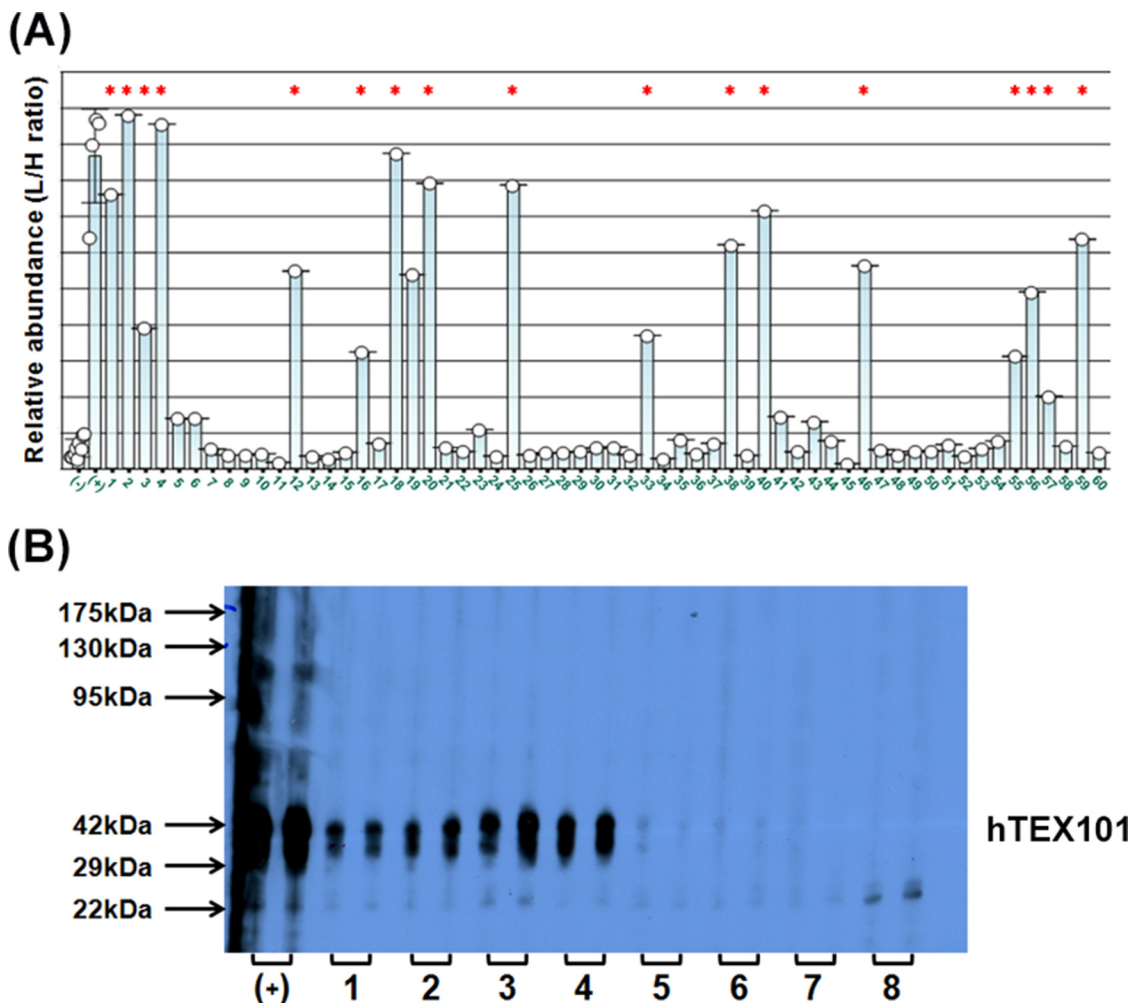 (A)
Relative abundance (L/H ratio)
* * * * * * * * * * * * * * * * *
(-) (+) 1 2 3 4 5 6 7 8 9 10 11 12 13 14 15 16 17 18 19 20 21 22 23 24 25 26 27 28 29 30 31 32 33 34 35 36 37 38 39 40 41 42 43 44 45 46 47 48 49 50 51 52 53 54 55 56 57 58 59 60
(B)
175kDa
130kDa
95kDa
42kDa
hTEX101
29kDa
22kDa
(+) 1 2 3 4 5 6 7 8